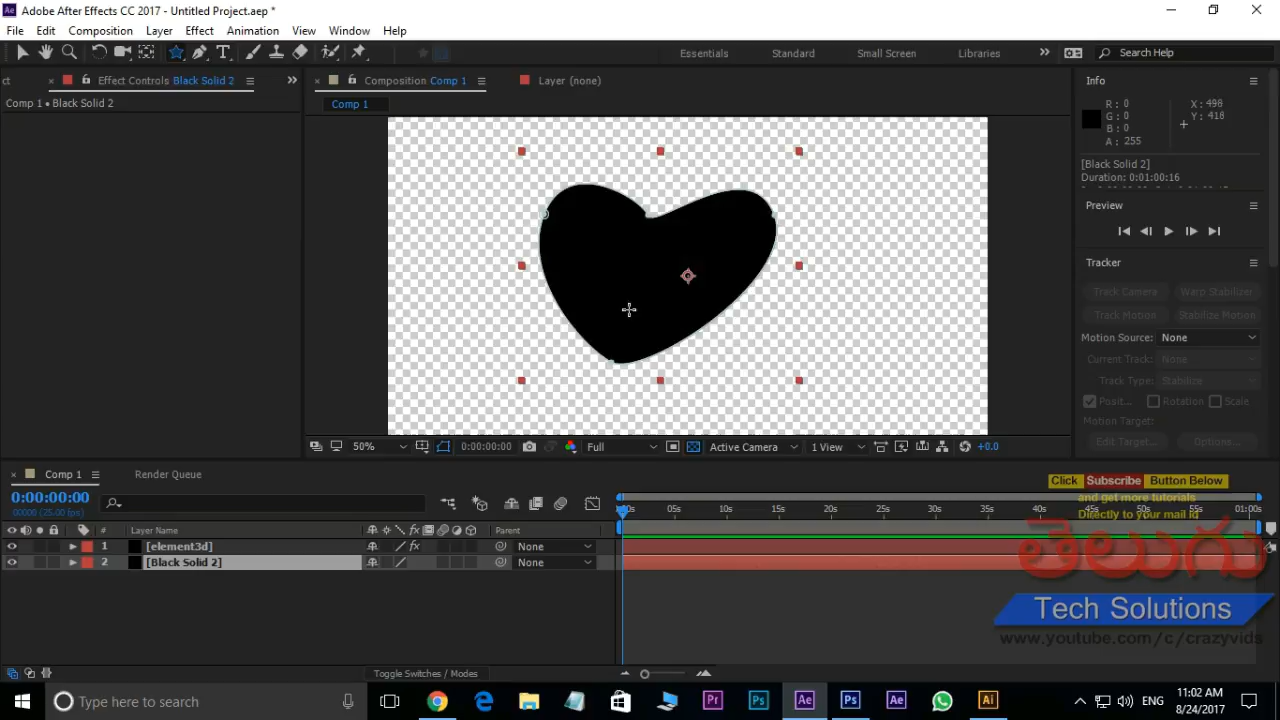 Adobe After Effects CC 2017 - Untitled Project.aep *
File Edit Composition Layer Effect Animation View Window Help
Essentials Standard Small Screen Libraries Search Help
ct Effect Controls Black Solid 2 Composition Comp 1 Layer (none) Info
Comp 1 • Black Solid 2 Comp 1
R : 0 X : 498
G : 0 Y : 418
B : 0
A : 255
[Black Solid 2]
Duration: 0:01:00:16
Preview
Tracker
Track Camera Warp Stabilizer
Track Motion Stabilize Motion
Motion Source: None
Current Track: None
Track Type: Stabilize
Positi... Rotation Scale
Motion Target:
Edit Target... Options...
50% 0:00:00:00 Full Active Camera 1 View +0.0
Comp 1 Render Queue
Click Subscribe Button Below
and get more tutorials
Directly to your mail id
0:00:00:00
00000 (25.00 fps)
:00s 05s 10s 15s 20s 25s 30s 35s 40s 45s 50s 55s 01:00s
# Layer Name Parent
1 [element3d] None
2 [Black Solid 2] None
తెలుగు
Tech Solutions
www.youtube.com/c/crazyvids
Toggle Switches / Modes
Type here to search
ENG 11:02 AM
8/24/2017